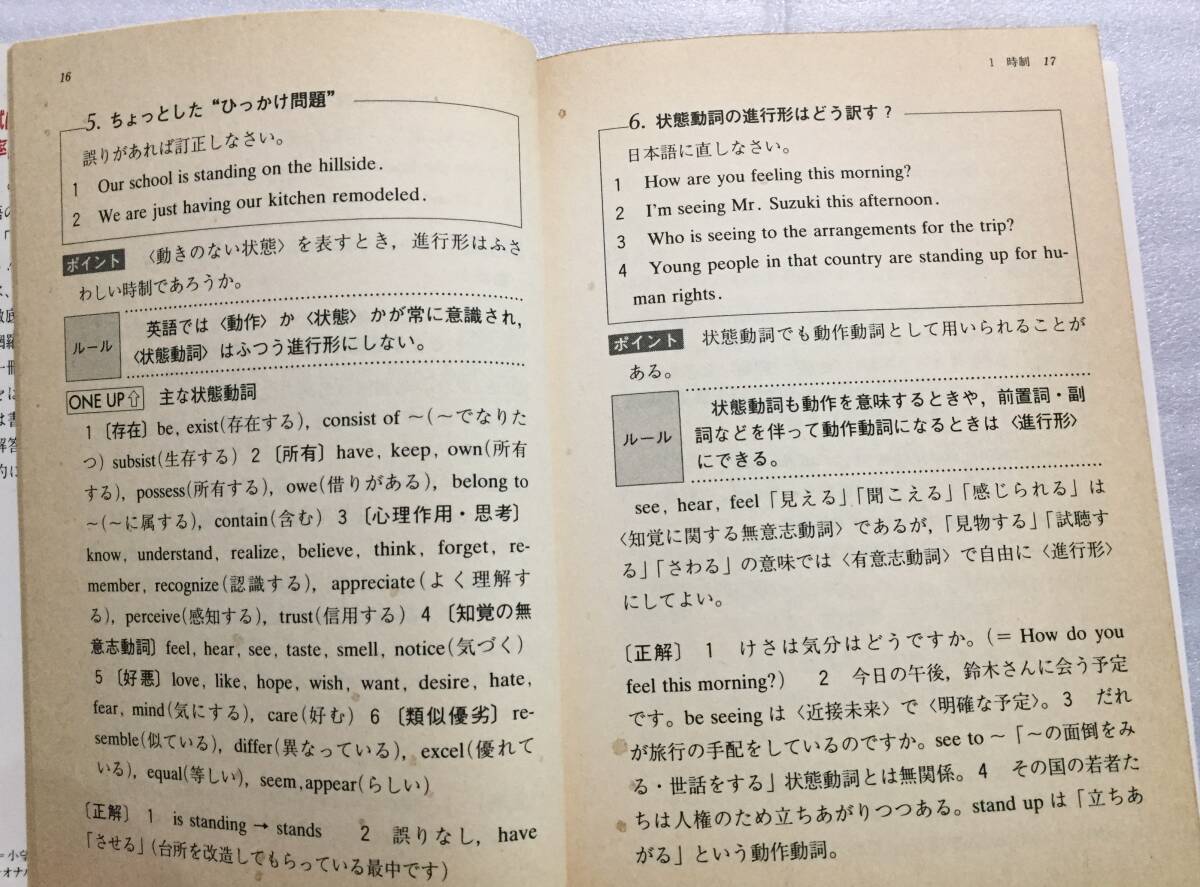 16
5. ちょっとした“ひっかけ問題”
誤りがあれば訂正しなさい。
1 Our school is standing on the hillside.
2 We are just having our kitchen remodeled.
ポイント 〈動きのない状態〉を表すとき，進行形はふさ
わしい時制であろうか。
ルール
英語では〈動作〉か〈状態〉かが常に意識され，
〈状態動詞〉はふつう進行形にしない。
ONE UP⇧ 主な状態動詞
1〔存在〕be, exist(存在する), consist of ～(～でなりた
つ) subsist(生存する) 2〔所有〕have, keep, own(所有
する), possess(所有する), owe(借りがある), belong to
～(～に属する), contain(含む) 3〔心理作用・思考〕
know, understand, realize, believe, think, forget, re-
member, recognize(認識する), appreciate(よく理解す
る), perceive(感知する), trust(信用する) 4〔知覚の無
意志動詞〕feel, hear, see, taste, smell, notice(気づく)
5〔好悪〕love, like, hope, wish, want, desire, hate,
fear, mind(気にする), care(好む) 6〔類似優劣〕re-
semble(似ている), differ(異なっている), excel(優れて
いる), equal(等しい), seem, appear(らしい)
〔正解〕 1 is standing → stands 2 誤りなし，have
「させる」(台所を改造してもらっている最中です)
1 時制 17
6. 状態動詞の進行形はどう訳す？
日本語に直しなさい。
1 How are you feeling this morning?
2 I'm seeing Mr. Suzuki this afternoon.
3 Who is seeing to the arrangements for the trip?
4 Young people in that country are standing up for hu-
man rights.
ポイント 状態動詞でも動作動詞として用いられることが
ある。
ルール
状態動詞も動作を意味するときや，前置詞・副
詞などを伴って動作動詞になるときは〈進行形〉
にできる。
see, hear, feel「見える」「聞こえる」「感じられる」は
〈知覚に関する無意志動詞〉であるが，「見物する」「試聴す
る」「さわる」の意味では〈有意志動詞〉で自由に〈進行形〉
にしてよい。
〔正解〕 1 けさは気分はどうですか。(＝How do you
feel this morning?) 2 今日の午後，鈴木さんに会う予定
です。be seeing は〈近接未来〉で〈明確な予定〉。3 だれ
が旅行の手配をしているのですか。see to ～「～の面倒をみ
る・世話をする」状態動詞とは無関係。4 その国の若者た
ちは人権のため立ちあがりつつある。stand up は「立ちあ
がる」という動作動詞。